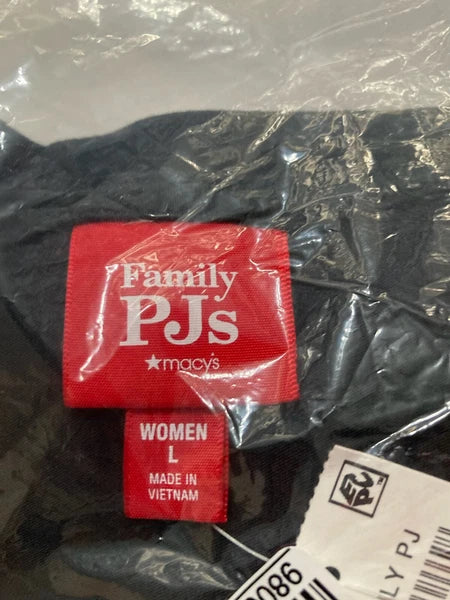 Family
PJs
★macy's
WOMEN
L
MADE IN
VIETNAM
LY PJ